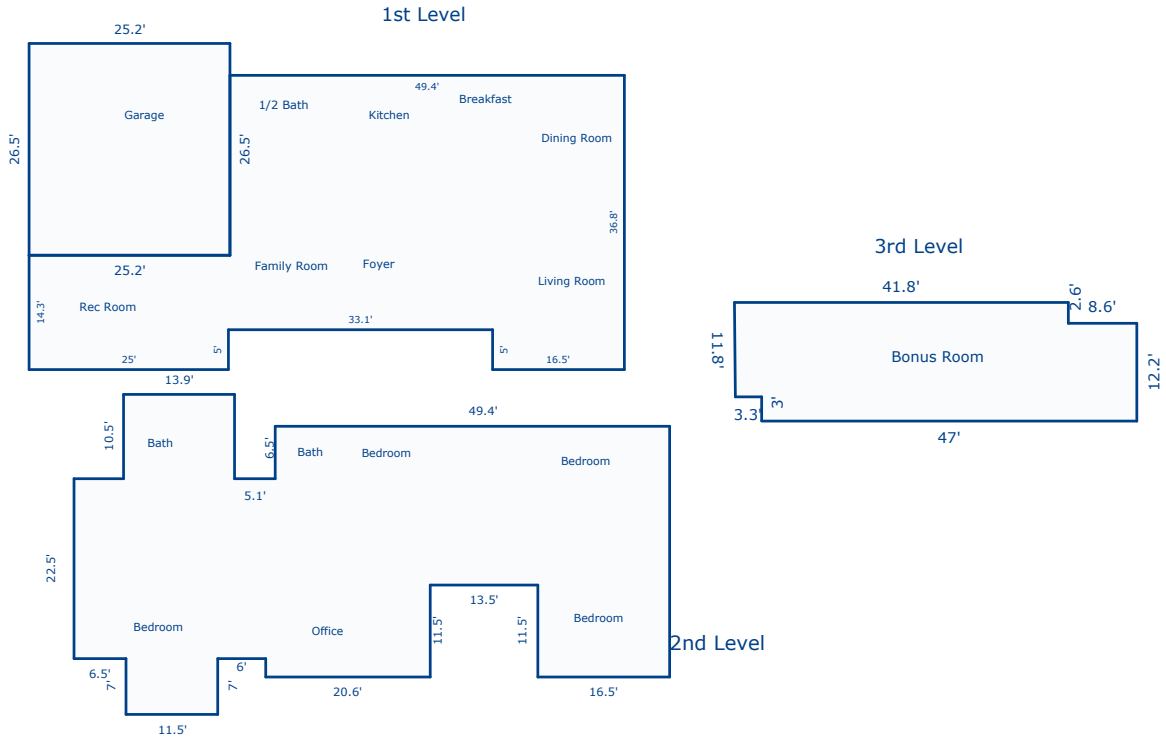 1st Level
25.2'
49.4'
Garage
1/2 Bath
Kitchen
Breakfast
Dining Room
26.5'
26.5'
36.8'
25.2'
Family Room
Foyer
Living Room
Rec Room
14.3'
33.1'
25'
5'
5'
16.5'
3rd Level
41.8'
2.6'
8.6'
11.8'
Bonus Room
12.2'
3.3'
3'
47'
13.9'
49.4'
10.5'
Bath
6.5'
Bath
Bedroom
Bedroom
5.1'
22.5'
13.5'
Bedroom
Office
11.5'
11.5'
Bedroom
2nd Level
6.5'
7'
7'
6'
20.6'
16.5'
11.5'